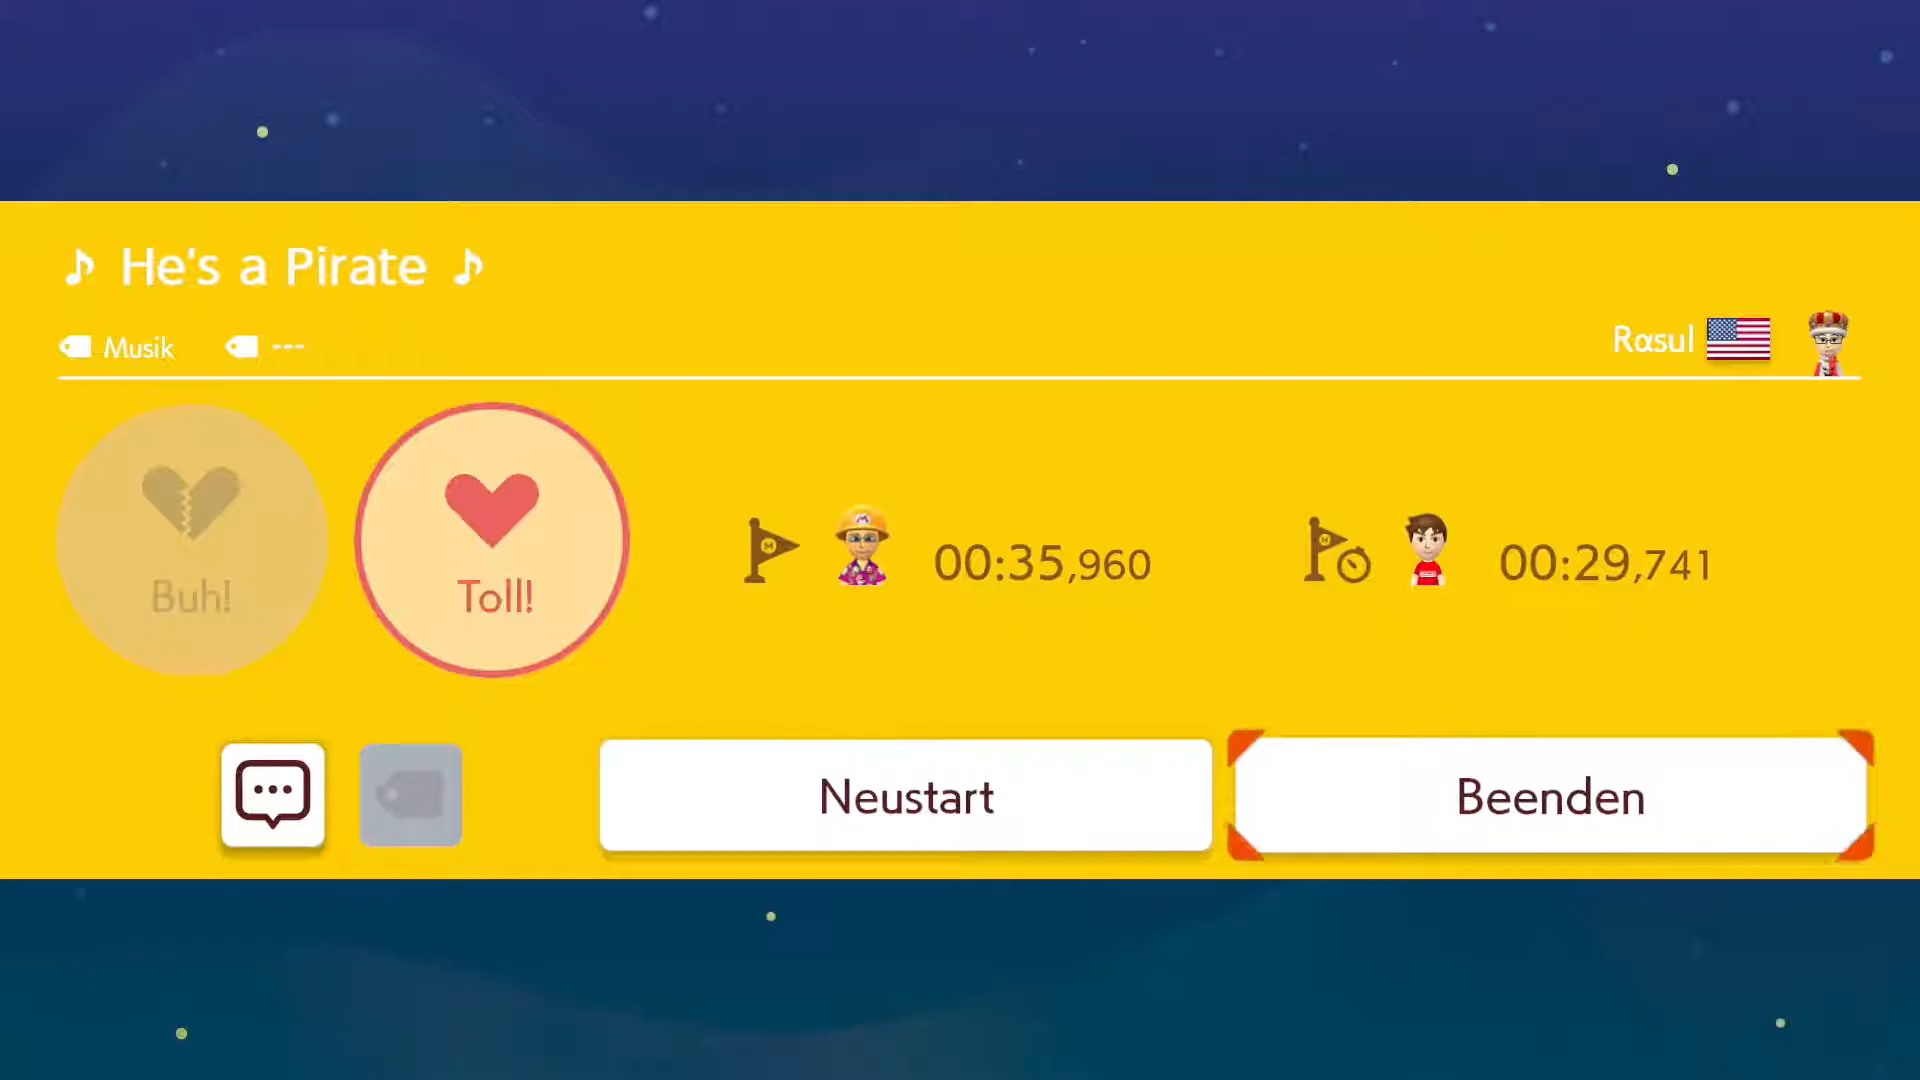 ♪ He's a Pirate ♪
Musik ---
Rasul
Buh!
Toll!
00:35,960
00:29,741
Neustart
Beenden